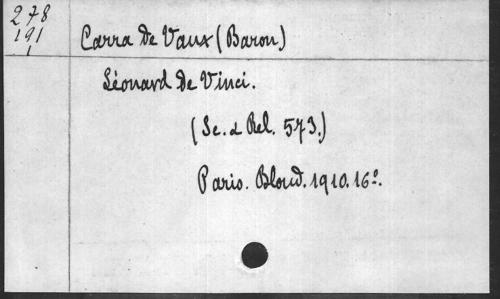 278
191
1
Carra de Vaux (Baron)
Léonard de Vinci.
(Sc. & Rel. 573.)
Paris. Bloud. 1910. 16°.